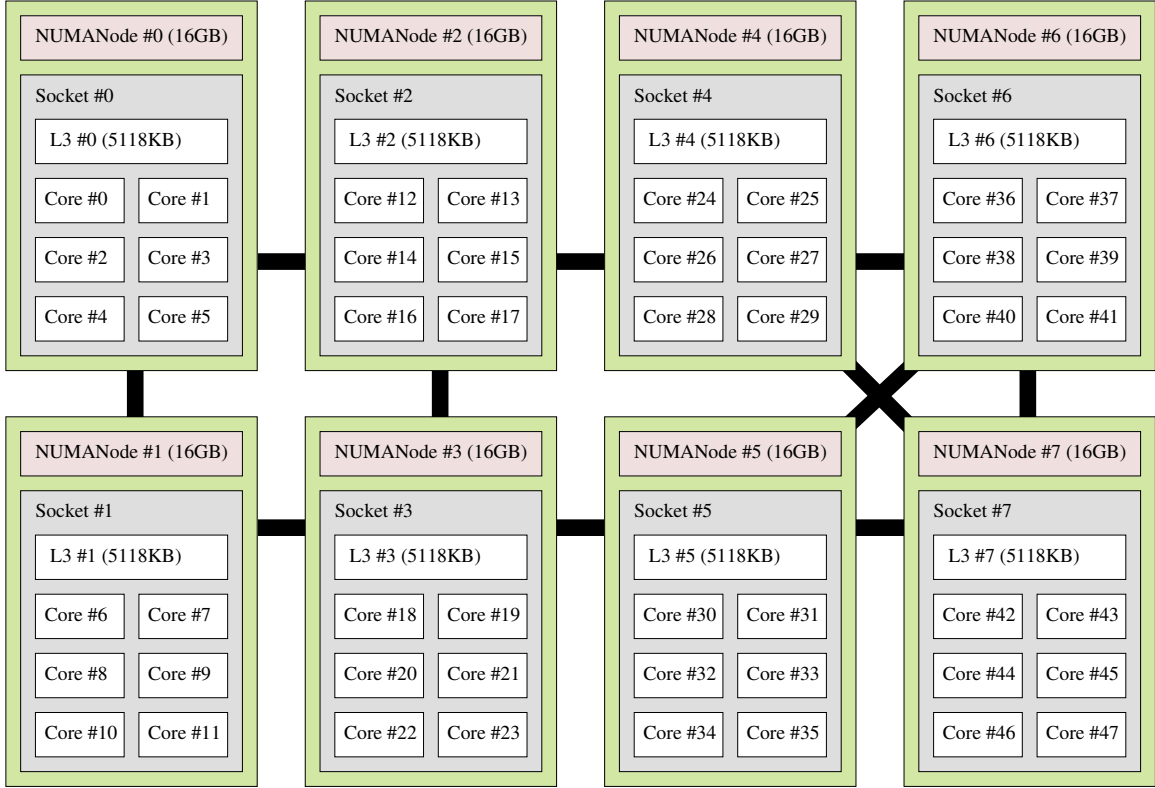 NUMANode #0 (16GB)
Socket #0
L3 #0 (5118KB)
Core #0 Core #1
Core #2 Core #3
Core #4 Core #5
NUMANode #2 (16GB)
Socket #2
L3 #2 (5118KB)
Core #12 Core #13
Core #14 Core #15
Core #16 Core #17
NUMANode #4 (16GB)
Socket #4
L3 #4 (5118KB)
Core #24 Core #25
Core #26 Core #27
Core #28 Core #29
NUMANode #6 (16GB)
Socket #6
L3 #6 (5118KB)
Core #36 Core #37
Core #38 Core #39
Core #40 Core #41
NUMANode #1 (16GB)
Socket #1
L3 #1 (5118KB)
Core #6 Core #7
Core #8 Core #9
Core #10 Core #11
NUMANode #3 (16GB)
Socket #3
L3 #3 (5118KB)
Core #18 Core #19
Core #20 Core #21
Core #22 Core #23
NUMANode #5 (16GB)
Socket #5
L3 #5 (5118KB)
Core #30 Core #31
Core #32 Core #33
Core #34 Core #35
NUMANode #7 (16GB)
Socket #7
L3 #7 (5118KB)
Core #42 Core #43
Core #44 Core #45
Core #46 Core #47